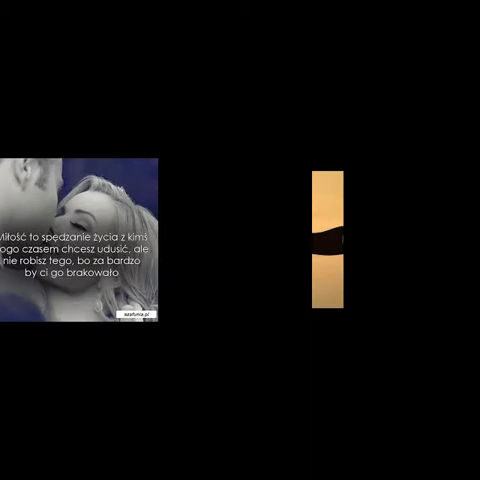 Miłość to spędzanie życia z kimś
ogo czasem chcesz udusić, ale
nie robisz tego, bo za bardzo
by ci go brakowało
szafunia.pl